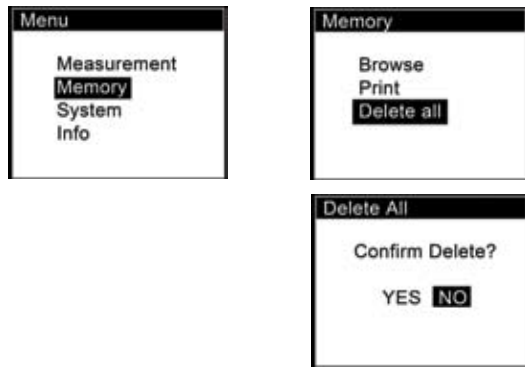 Menu
Measurement
Memory
System
Info
Memory
Browse
Print
Delete all
Delete All
Confirm Delete?
YES NO